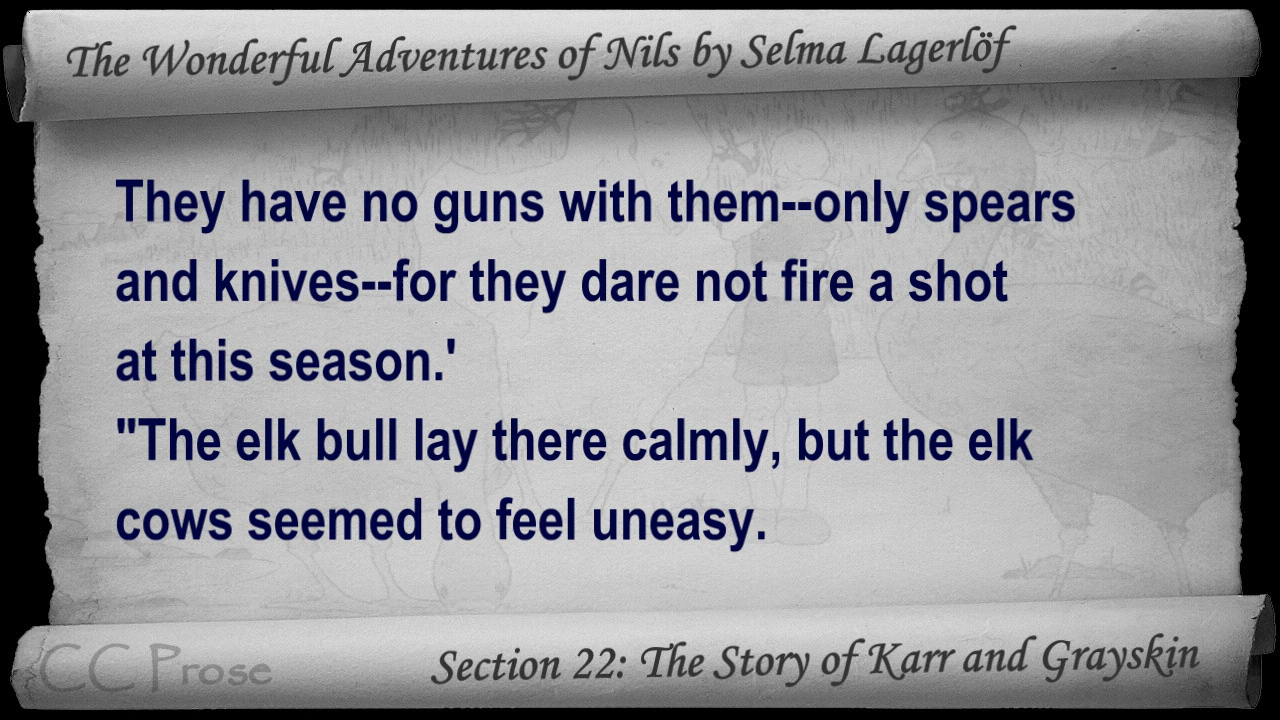 The Wonderful Adventures of Nils by Selma Lagerlöf
They have no guns with them--only spears
and knives--for they dare not fire a shot
at this season.'
"The elk bull lay there calmly, but the elk
cows seemed to feel uneasy.
CC Prose
Section 22: The Story of Karr and Grayskin